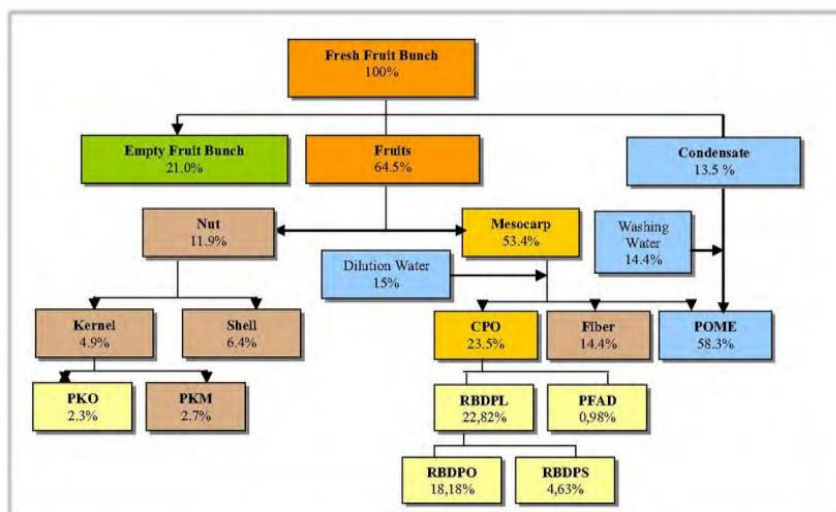 Fresh Fruit Bunch
100%
Empty Fruit Bunch
21.0%
Fruits
64.5%
Condensate
13.5 %
Nut
11.9%
Mesocarp
53.4%
Washing
Water
14.4%
Dilution Water
15%
Kernel
4.9%
Shell
6.4%
CPO
23.5%
Fiber
14.4%
POME
58.3%
PKO
2.3%
PKM
2.7%
RBDPL
22,82%
PFAD
0,98%
RBDPO
18,18%
RBDPS
4,63%